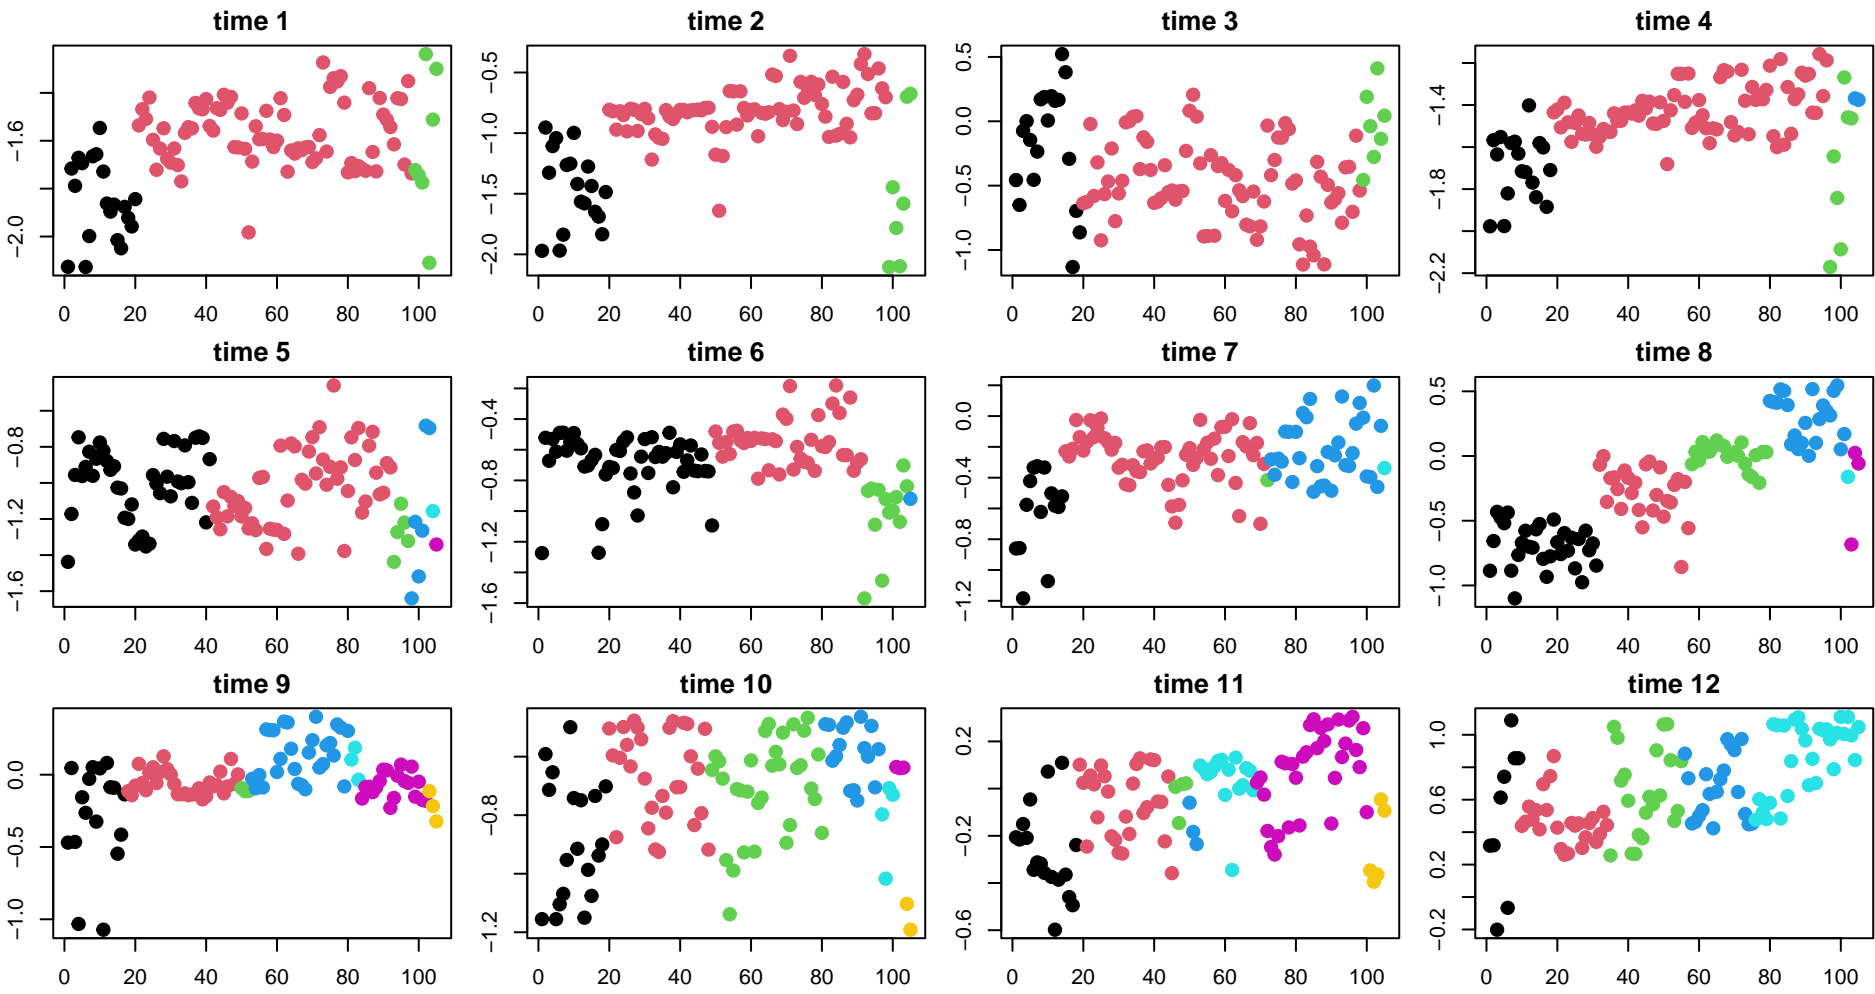 time 1
time 2
time 3
time 4
−2.0 −1.6
0 20 40 60 80 100
−2.0 −1.5 −1.0 −0.5
0 20 40 60 80 100
−1.0 −0.5 0.0 0.5
0 20 40 60 80 100
−2.2 −1.8 −1.4
0 20 40 60 80 100
time 5
time 6
time 7
time 8
−1.6 −1.2 −0.8
0 20 40 60 80 100
−1.6 −1.2 −0.8 −0.4
0 20 40 60 80 100
−1.2 −0.8 −0.4 0.0
0 20 40 60 80 100
−1.0 −0.5 0.0 0.5
0 20 40 60 80 100
time 9
time 10
time 11
time 12
−1.0 −0.5 0.0
0 20 40 60 80 100
−1.2 −0.8
0 20 40 60 80 100
−0.6 −0.2 0.2
0 20 40 60 80 100
−0.2 0.2 0.6 1.0
0 20 40 60 80 100